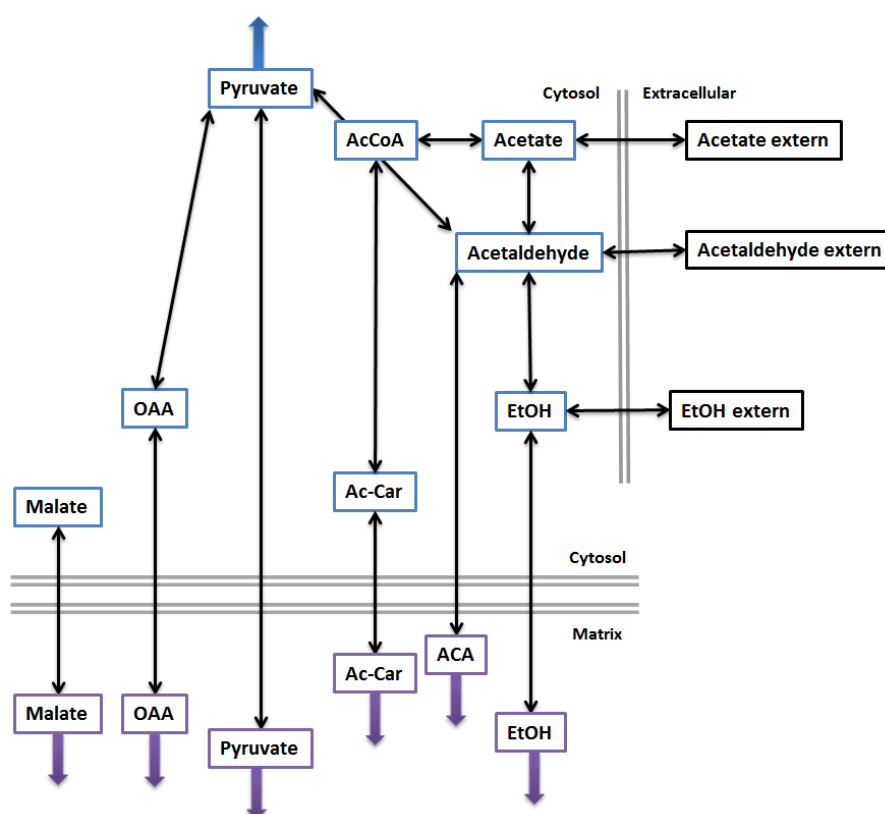 Pyruvate
Cytosol
Extracellular
AcCoA
Acetate
Acetate extern
Acetaldehyde
Acetaldehyde extern
OAA
EtOH
EtOH extern
Ac-Car
Malate
Cytosol
Matrix
ACA
Ac-Car
Malate
OAA
EtOH
Pyruvate